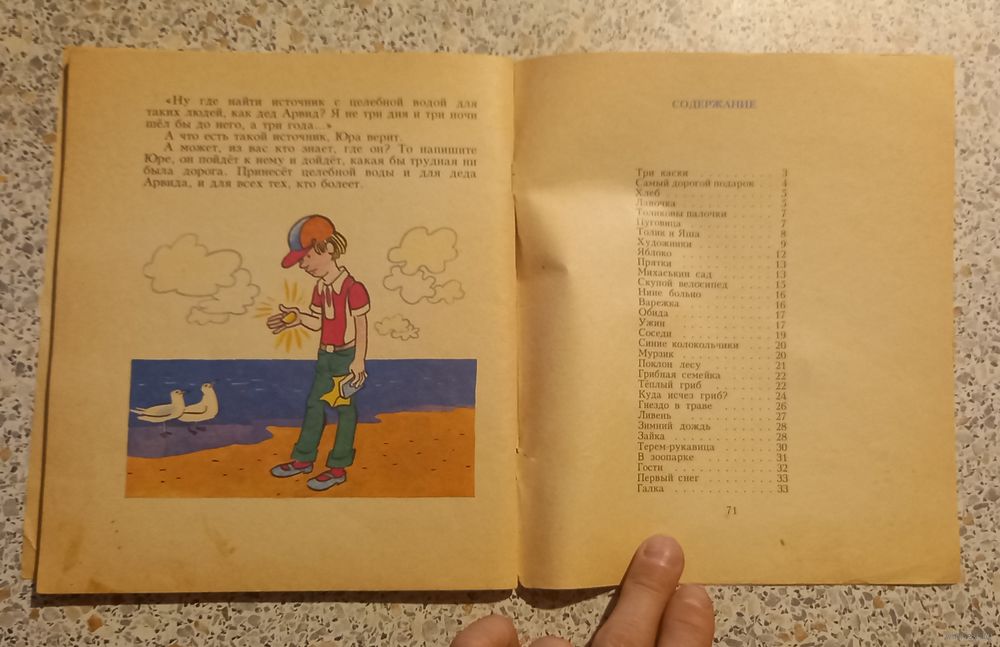 «Ну где найти источник с целебной водой для
таких людей, как дед Арвид? Я не три дня и три ночи
шёл бы до него, а три года...»
А что есть такой источник, Юра верит.
А может, из вас кто знает, где он? То напишите
Юре, он пойдёт к нему и дойдёт, какая бы трудная ни
была дорога. Принесёт целебной воды и для деда
Арвида, и для всех тех, кто болеет.
СОДЕРЖАНИЕ
Три каски . . . . . . . . . 3
Самый дорогой подарок . . 4
Хлеб . . . . . . . . . . . 5
Лавочка . . . . . . . . . 5
Толиковы палочки . . . . . 7
Пуговица . . . . . . . . . 7
Толик и Яша . . . . . . . 8
Художники . . . . . . . . 9
Яблоко . . . . . . . . . . 12
Прятки . . . . . . . . . . 13
Михаськин сад . . . . . . 13
Скупой велосипед . . . . . 15
Нине больно . . . . . . . 16
Варежка . . . . . . . . . 16
Обида . . . . . . . . . . 17
Ужин . . . . . . . . . . . 17
Соседи . . . . . . . . . . 19
Синие колокольчики . . . . 20
Мурзик . . . . . . . . . . 20
Поклон лесу . . . . . . . 21
Грибная семейка . . . . . 22
Тёплый гриб . . . . . . . 22
Куда исчез гриб? . . . . . 24
Гнездо в траве . . . . . . 26
Ливень . . . . . . . . . . 27
Зимний дождь . . . . . . . 28
Зайка . . . . . . . . . . 28
Терем-рукавица . . . . . . 30
В зоопарке . . . . . . . . 31
Гости . . . . . . . . . . 32
Первый снег . . . . . . . 33
Галка . . . . . . . . . . 33
71